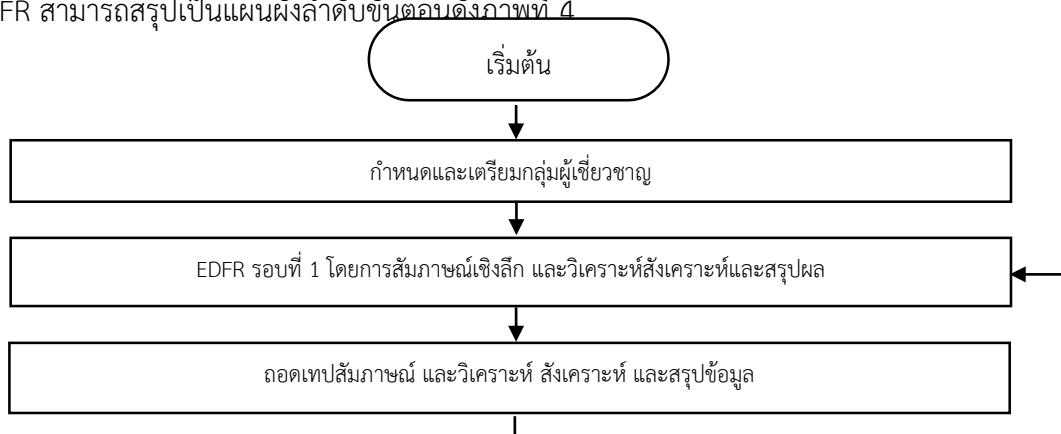 FR สามารถสรุปเป็นแผนผังลำดับขั้นตอนดังภาพที่ 4
เริ่มต้น
กำหนดและเตรียมกลุ่มผู้เชี่ยวชาญ
EDFR รอบที่ 1 โดยการสัมภาษณ์เชิงลึก และวิเคราะห์สังเคราะห์และสรุปผล
ถอดเทปสัมภาษณ์ และวิเคราะห์ สังเคราะห์ และสรุปข้อมูล